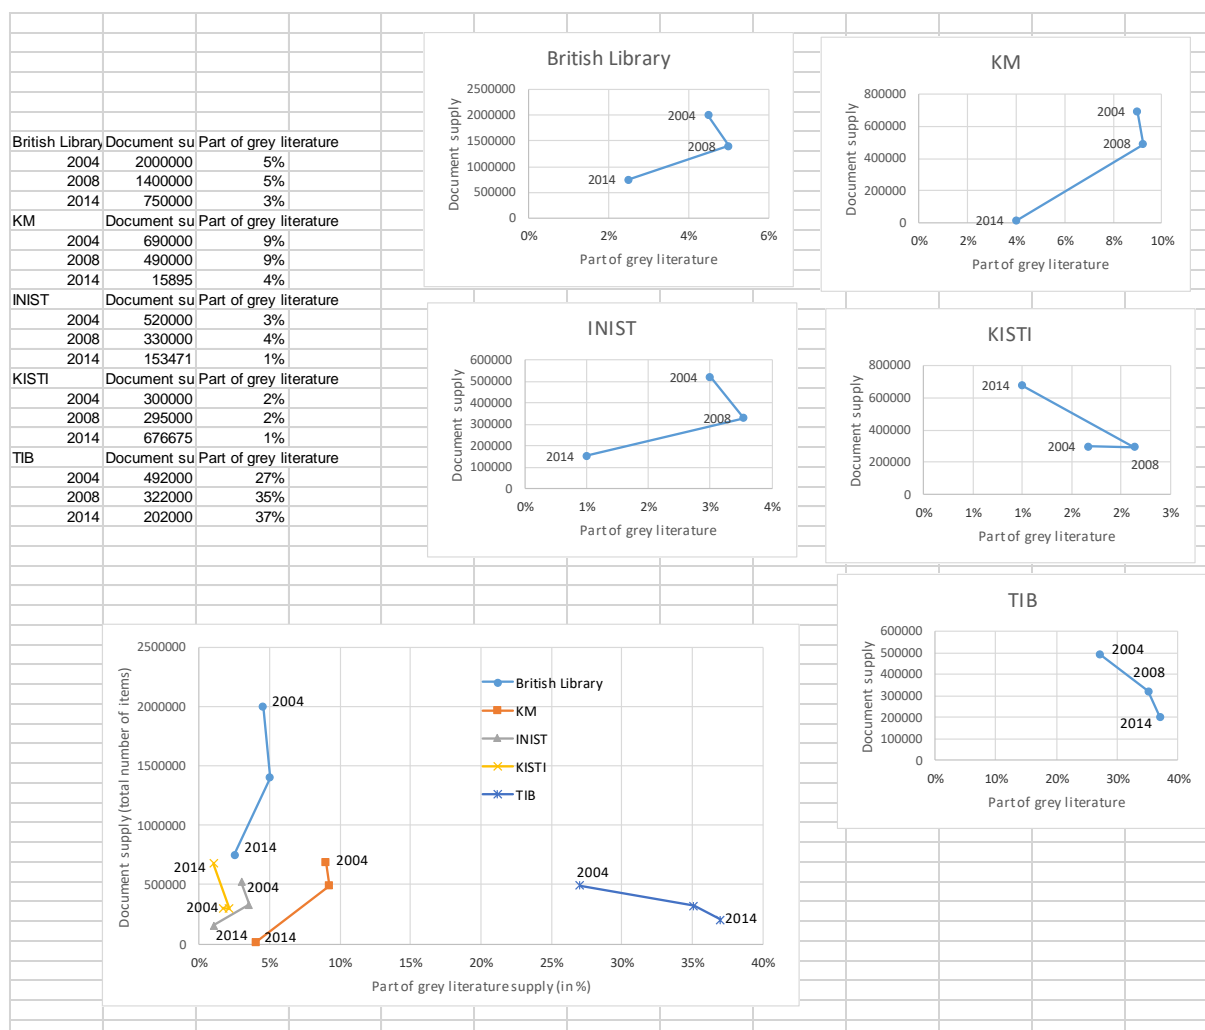 British Library Document su Part of grey literature
2004 2000000 5%
2008 1400000 5%
2014 750000 3%
KM Document su Part of grey literature
2004 690000 9%
2008 490000 9%
2014 15895 4%
INIST Document su Part of grey literature
2004 520000 3%
2008 330000 4%
2014 153471 1%
KISTI Document su Part of grey literature
2004 300000 2%
2008 295000 2%
2014 676675 1%
TIB Document su Part of grey literature
2004 492000 27%
2008 322000 35%
2014 202000 37%
British Library
Document supply
2500000
2000000
1500000
1000000
500000
0
2004
2008
2014
0% 2% 4% 6%
Part of grey literature
KM
Document supply
800000
600000
400000
200000
0
2004
2008
2014
0% 2% 4% 6% 8% 10%
Part of grey literature
INIST
Document supply
600000
500000
400000
300000
200000
100000
0
2004
2008
2014
0% 1% 2% 3% 4%
Part of grey literature
KISTI
Document supply
800000
600000
400000
200000
0
2014
2004
2008
0% 1% 1% 2% 2% 3%
Part of grey literature
TIB
Document supply
600000
500000
400000
300000
200000
100000
0
2004
2008
2014
0% 10% 20% 30% 40%
Part of grey literature
Document supply (total number of items)
2500000
2000000
1500000
1000000
500000
0
British Library
KM
INIST
KISTI
TIB
2004
2014
2004
2014
2004
2014
2004
2014
2004
2014
0% 5% 10% 15% 20% 25% 30% 35% 40%
Part of grey literature supply (in %)